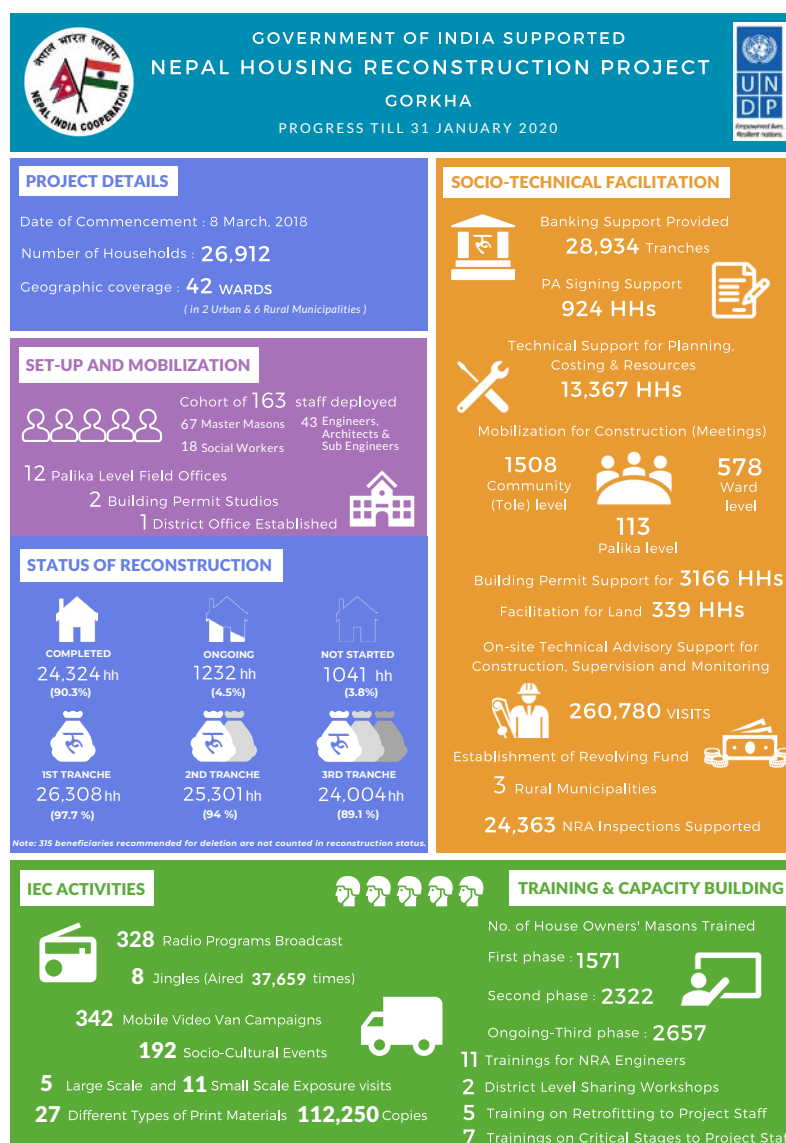 नेपाल भारत सहयोग
NEPAL INDIA COOPERATION
GOVERNMENT OF INDIA SUPPORTED
NEPAL HOUSING RECONSTRUCTION PROJECT
GORKHA
PROGRESS TILL 31 JANUARY 2020
U N
D P
Empowered lives.
Resilient nations.
PROJECT DETAILS
Date of Commencement : 8 March, 2018
Number of Households : 26,912
Geographic coverage : 42 WARDS
( in 2 Urban & 6 Rural Municipalities )
SET-UP AND MOBILIZATION
Cohort of 163 staff deployed
67 Master Masons
18 Social Workers
43 Engineers,
Architects &
Sub Engineers
12 Palika Level Field Offices
2 Building Permit Studios
1 District Office Established
STATUS OF RECONSTRUCTION
COMPLETED
24,324 hh
(90.3%)
ONGOING
1232 hh
(4.5%)
NOT STARTED
1041 hh
(3.8%)
रू
1ST TRANCHE
26,308 hh
(97.7 %)
रू
2ND TRANCHE
25,301 hh
(94 %)
रू
3RD TRANCHE
24,004 hh
(89.1 %)
Note: 315 beneficiaries recommended for deletion are not counted in reconstruction status.
SOCIO-TECHNICAL FACILITATION
रू
Banking Support Provided
28,934 Tranches
PA Signing Support
924 HHs
Technical Support for Planning,
Costing & Resources
13,367 HHs
Mobilization for Construction (Meetings)
1508
Community
(Tole) level
578
Ward
level
113
Palika level
Building Permit Support for 3166 HHs
Facilitation for Land 339 HHs
On-site Technical Advisory Support for
Construction, Supervision and Monitoring
260,780 VISITS
Establishment of Revolving Fund
3 Rural Municipalities
24,363 NRA Inspections Supported
IEC ACTIVITIES
328 Radio Programs Broadcast
8 Jingles (Aired 37,659 times)
342 Mobile Video Van Campaigns
192 Socio-Cultural Events
5 Large Scale and 11 Small Scale Exposure visits
27 Different Types of Print Materials 112,250 Copies
TRAINING & CAPACITY BUILDING
No. of House Owners' Masons Trained
First phase : 1571
Second phase : 2322
Ongoing-Third phase : 2657
11 Trainings for NRA Engineers
2 District Level Sharing Workshops
5 Training on Retrofitting to Project Staff
7 Trainings on Critical Stages to Project Staf